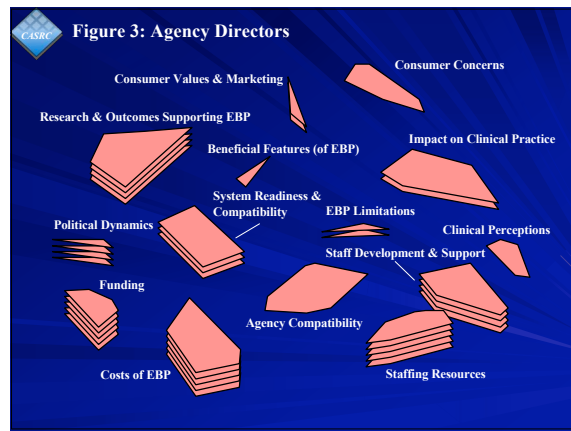 CASRC
Figure 3: Agency Directors
Consumer Concerns
Consumer Values & Marketing
Research & Outcomes Supporting EBP
Impact on Clinical Practice
Beneficial Features (of EBP)
System Readiness &
Compatibility
EBP Limitations
Political Dynamics
Clinical Perceptions
Staff Development & Support
Funding
Agency Compatibility
Costs of EBP
Staffing Resources